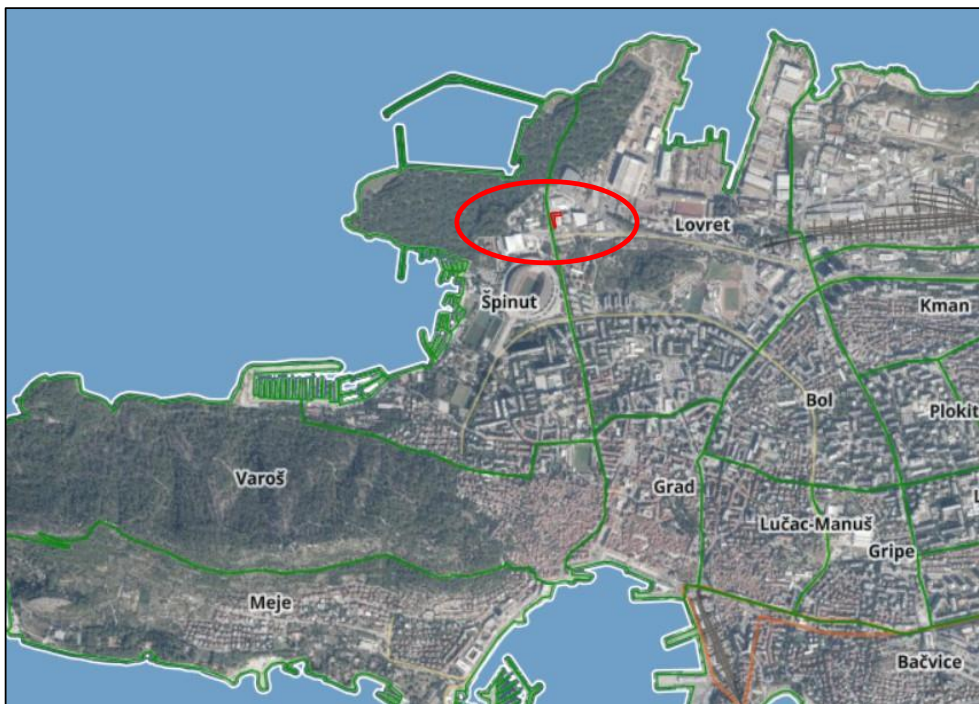 Lovret
Špinut
Kman
Bol
Plokit
Varoš
Grad
Lučac-Manuš
Gripe
Meje
Bačvice